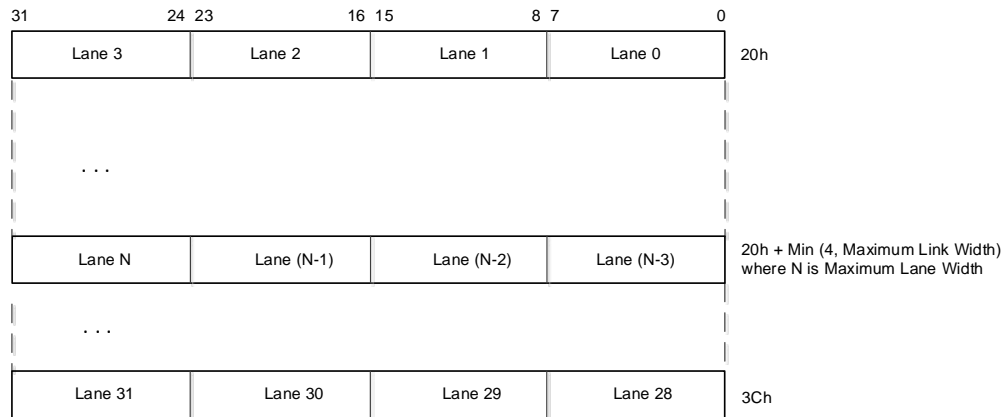 31 24 23 16 15 8 7 0
Lane 3 Lane 2 Lane 1 Lane 0 20h
. . .
Lane N Lane (N-1) Lane (N-2) Lane (N-3) 20h + Min (4, Maximum Link Width)
where N is Maximum Lane Width
. . .
Lane 31 Lane 30 Lane 29 Lane 28 3Ch